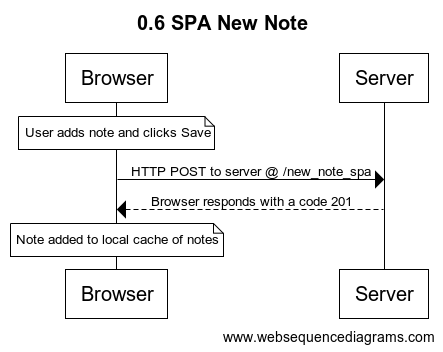 0.6 SPA New Note
Browser
Server
User adds note and clicks Save
HTTP POST to server @ /new_note_spa
Browser responds with a code 201
Note added to local cache of notes
Browser
Server
www.websequencediagrams.com